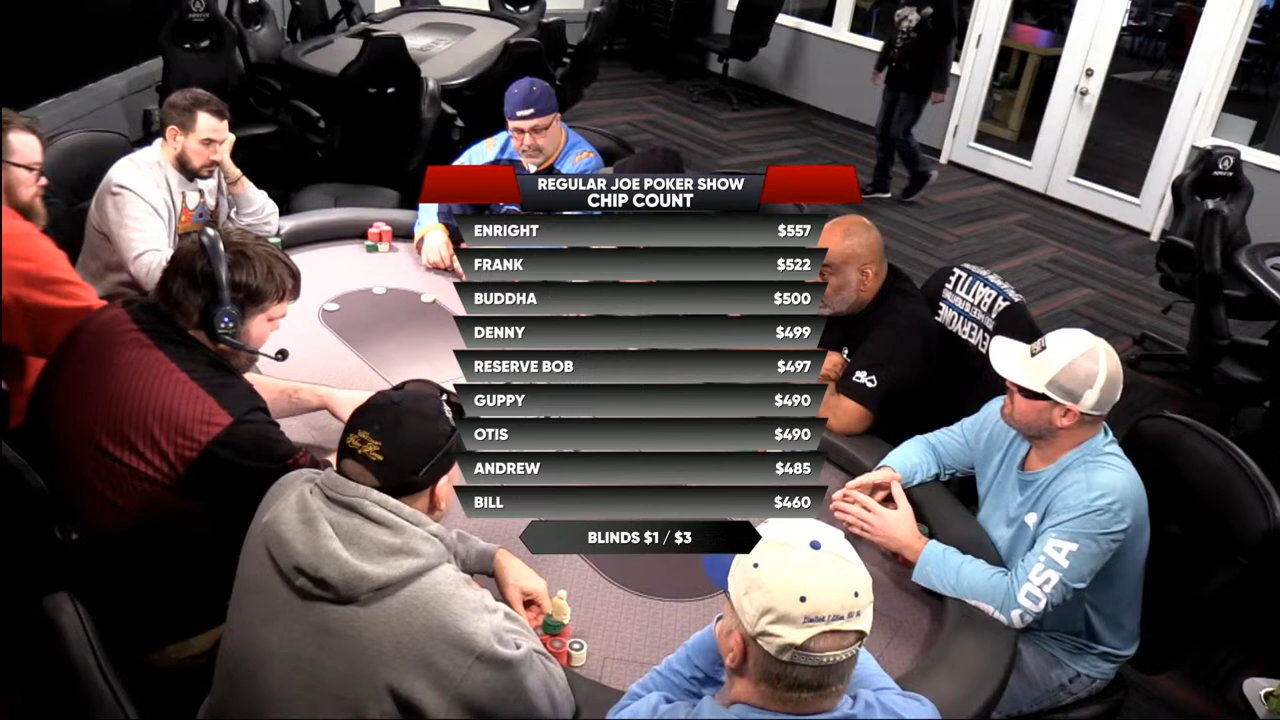 REGULAR JOE POKER SHOW
CHIP COUNT
ENRIGHT $557
FRANK $522
BUDDHA $500
DENNY $499
RESERVE BOB $497
GUPPY $490
OTIS $490
ANDREW $485
BILL $460
BLINDS $1 / $3
EVERYONE
A BATTLE